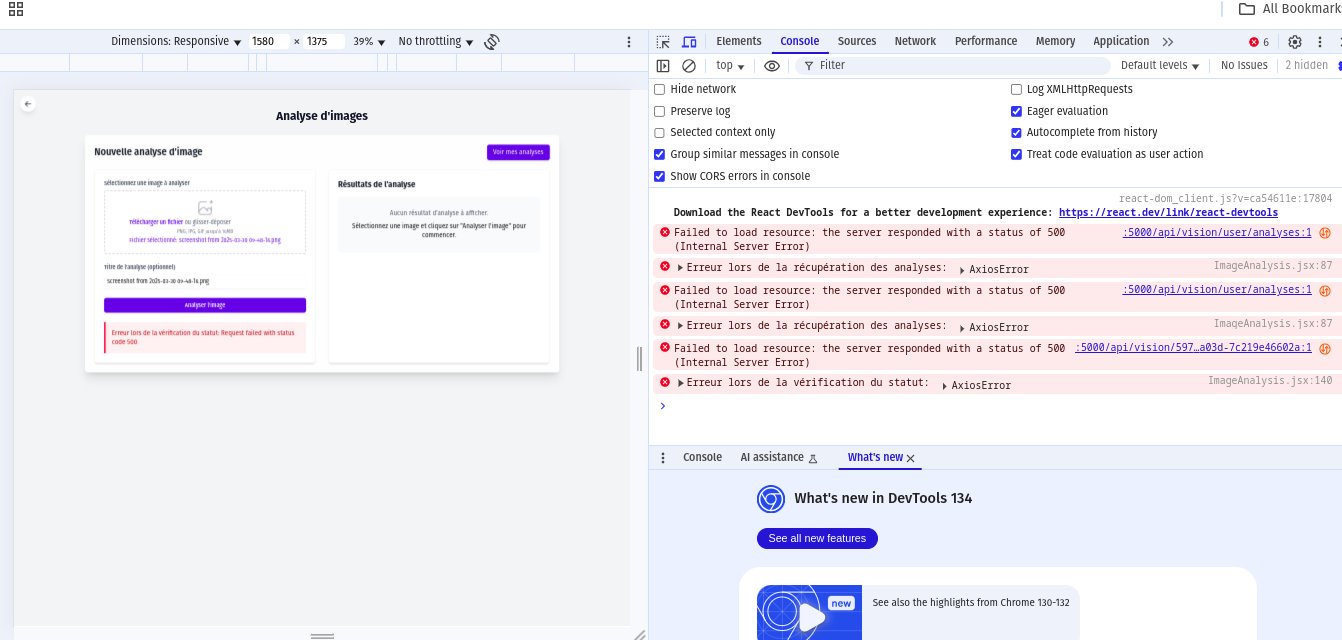 All Bookmarks
Dimensions: Responsive 1580 × 1375 39% No throttling
Elements Console Sources Network Performance Memory Application 6
top Filter Default levels No Issues 2 hidden
Hide network Log XMLHttpRequests
Preserve log Eager evaluation
Selected context only Autocomplete from history
Group similar messages in console Treat code evaluation as user action
Show CORS errors in console
Analyse d'images
Nouvelle analyse d'image Voir mes analyses
Sélectionnez une image à analyser
Télécharger un fichier ou glisser-déposer
PNG, JPG, GIF jusqu'à 16MB
Fichier sélectionné: Screenshot from 2025-03-30 09-48-16.png
Titre de l'analyse (optionnel)
Screenshot from 2025-03-30 09-48-16.png
Analyser l'image
Erreur lors de la vérification du statut: Request failed with status
code 500
Résultats de l'analyse
Aucun résultat d'analyse à afficher.
Sélectionnez une image et cliquez sur "Analyser l'image" pour
commencer.
react-dom_client.js?v=ca54611e:17804
Download the React DevTools for a better development experience: https://react.dev/link/react-devtools
Failed to load resource: the server responded with a status of 500 :5000/api/vision/user/analyses:1
(Internal Server Error)
Erreur lors de la récupération des analyses: AxiosError ImageAnalysis.jsx:87
Failed to load resource: the server responded with a status of 500 :5000/api/vision/user/analyses:1
(Internal Server Error)
Erreur lors de la récupération des analyses: AxiosError ImageAnalysis.jsx:87
Failed to load resource: the server responded with a status of 500 :5000/api/vision/597…a03d-7c219e46602a:1
(Internal Server Error)
Erreur lors de la vérification du statut: AxiosError ImageAnalysis.jsx:140
Console AI assistance What's new
What's new in DevTools 134
See all new features
new
See also the highlights from Chrome 130-132